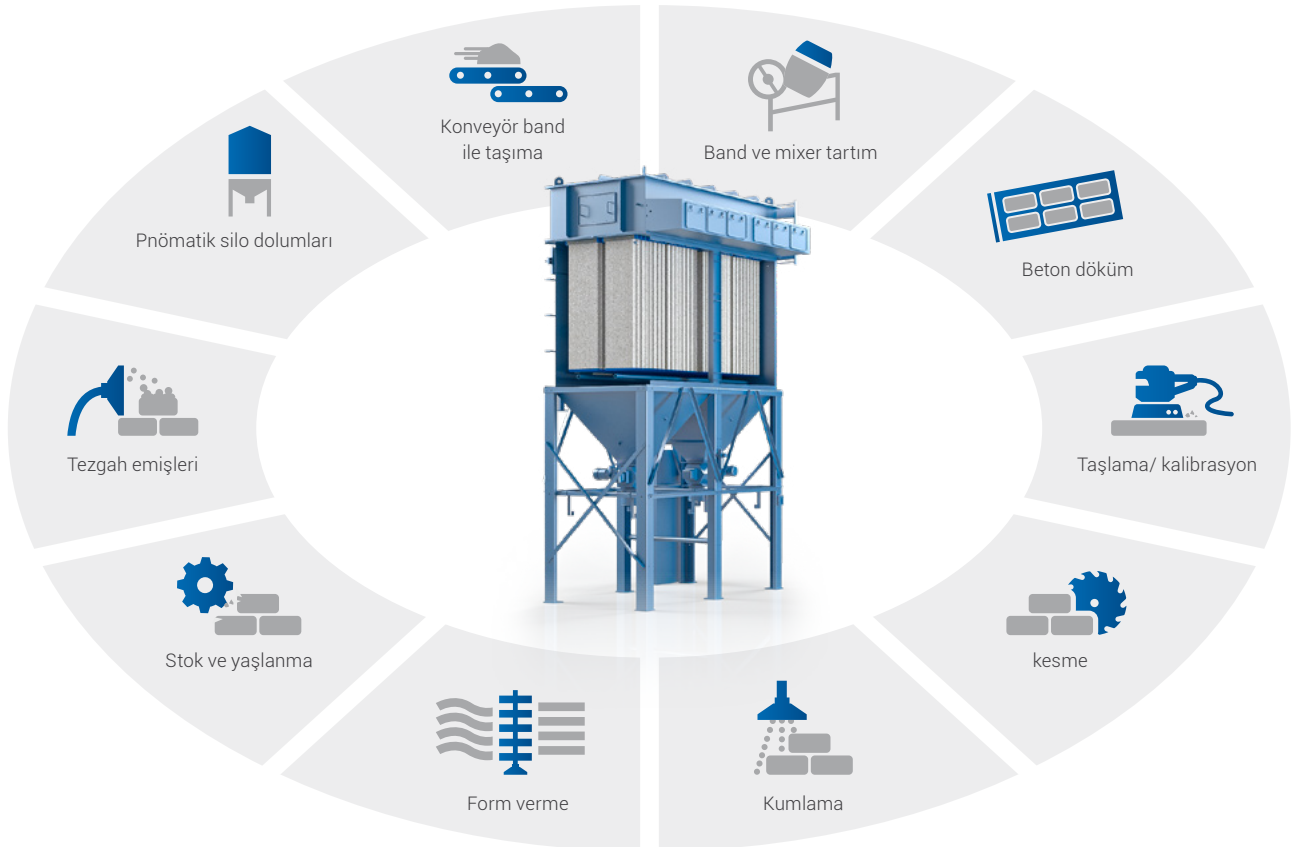 Konveyör band
ile taşıma
Band ve mixer tartım
Pnömatik silo dolumları
Beton döküm
Tezgah emişleri
Taşlama/ kalibrasyon
Stok ve yaşlanma
kesme
Form verme
Kumlama